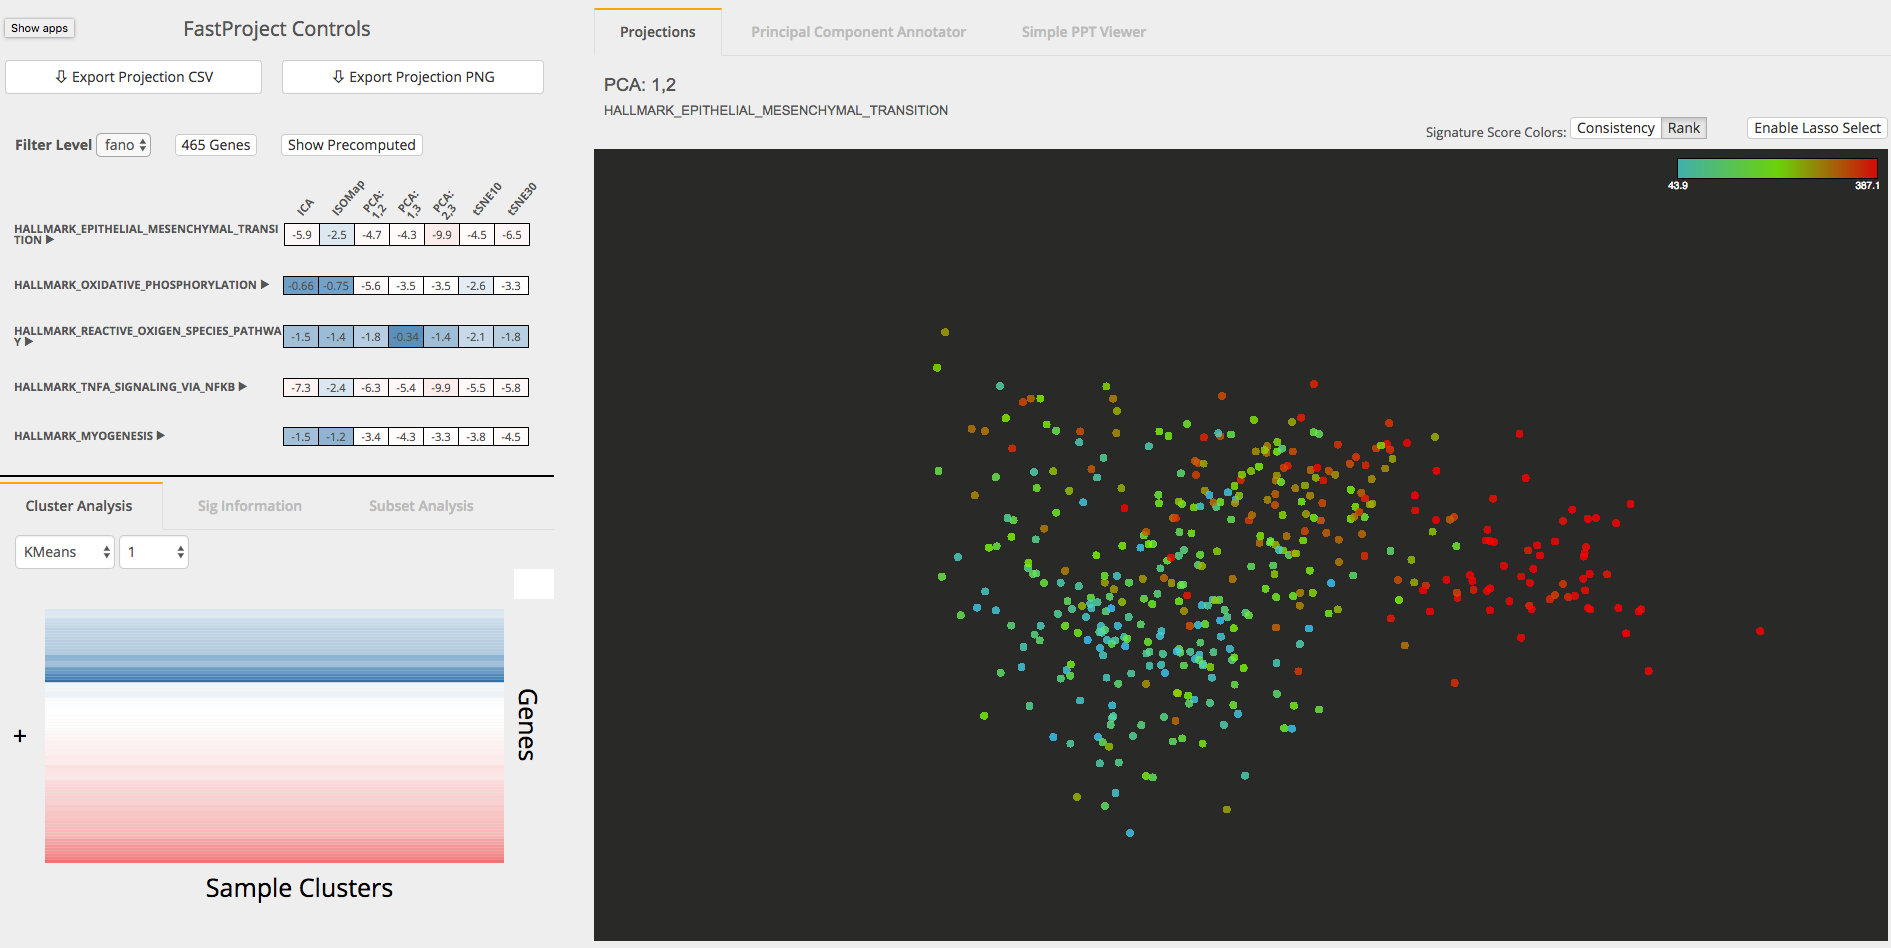 Show apps
FastProject Controls
⇩ Export Projection CSV
⇩ Export Projection PNG
Filter Level fano
465 Genes
Show Precomputed
ICA ISOMap PCA: 1,2 PCA: 1,3 PCA: 2,3 tSNE10 tSNE30
HALLMARK_EPITHELIAL_MESENCHYMAL_TRANSI
TION ▶
-5.9 -2.5 -4.7 -4.3 -9.9 -4.5 -6.5
HALLMARK_OXIDATIVE_PHOSPHORYLATION ▶ -0.66 -0.75 -5.6 -3.5 -3.5 -2.6 -3.3
HALLMARK_REACTIVE_OXIGEN_SPECIES_PATHWA
Y ▶
-1.5 -1.4 -1.8 -0.34 -1.4 -2.1 -1.8
HALLMARK_TNFA_SIGNALING_VIA_NFKB ▶ -7.3 -2.4 -6.3 -5.4 -9.9 -5.5 -5.8
HALLMARK_MYOGENESIS ▶ -1.5 -1.2 -3.4 -4.3 -3.3 -3.8 -4.5
Cluster Analysis Sig Information Subset Analysis
KMeans 1
+
Genes
Sample Clusters
Projections Principal Component Annotator Simple PPT Viewer
PCA: 1,2
HALLMARK_EPITHELIAL_MESENCHYMAL_TRANSITION
Signature Score Colors: Consistency Rank
Enable Lasso Select
43.9 387.1